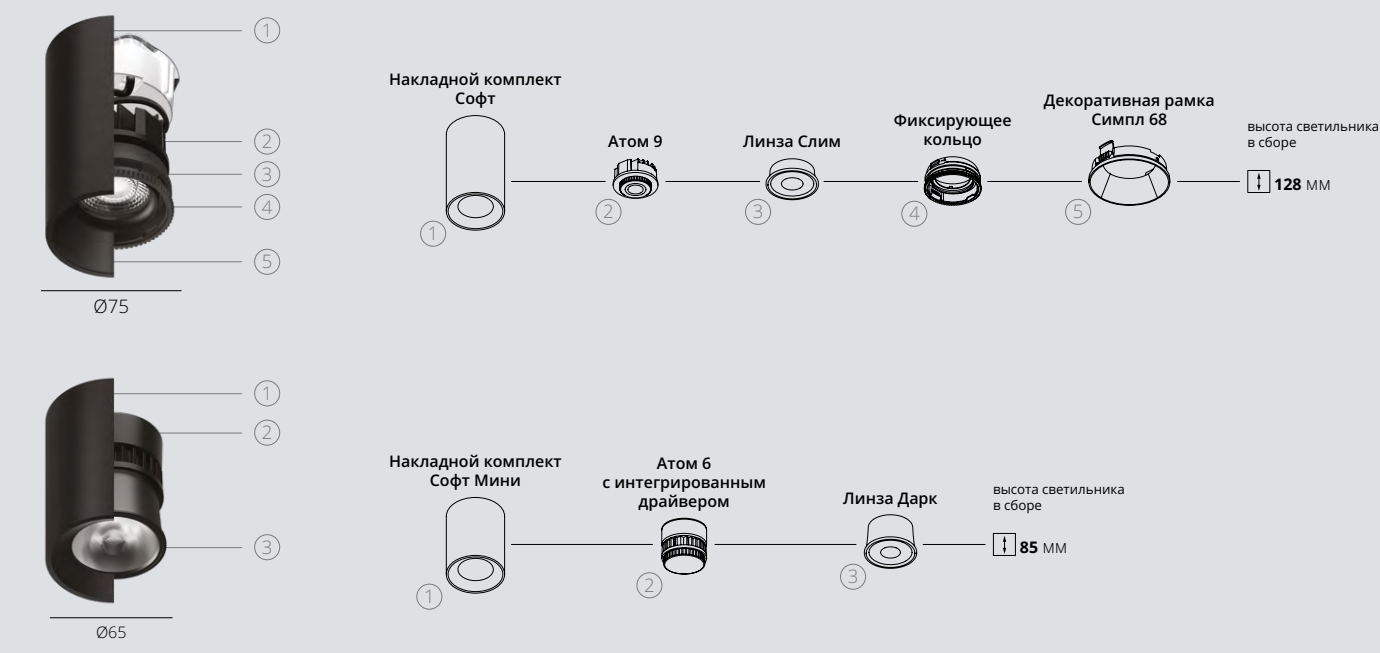 1
2
3
4
5
Ø75
Накладной комплект
Софт
1
Атом 9
2
Линза Слим
3
Фиксирующее
кольцо
4
Декоративная рамка
Симпл 68
5
высота светильника
в сборе
128 мм
1
2
3
Ø65
Накладной комплект
Софт Мини
1
Атом 6
с интегрированным
драйвером
2
Линза Дарк
3
высота светильника
в сборе
85 мм